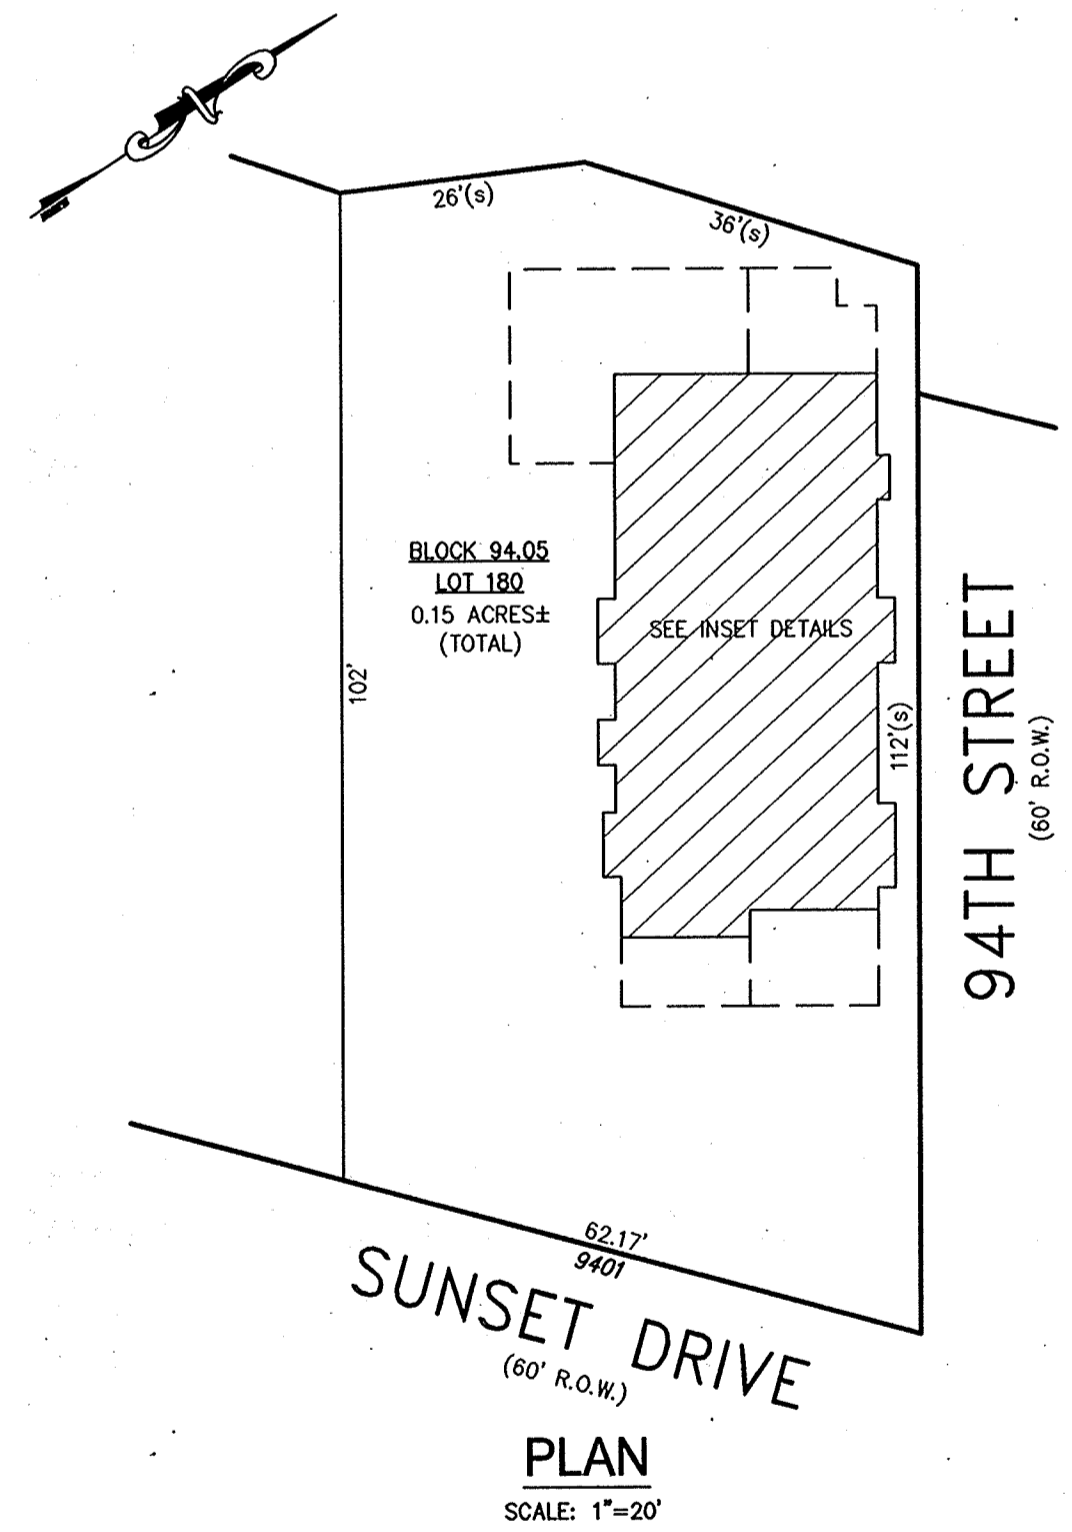 N
26'(s)
36'(s)
BLOCK 94.05
LOT 180
0.15 ACRES±
(TOTAL)
SEE INSET DETAILS
102'
112'(s)
94TH STREET
(60' R.O.W.)
62.17'
9401
SUNSET DRIVE
(60' R.O.W.)
PLAN
SCALE: 1"=20'